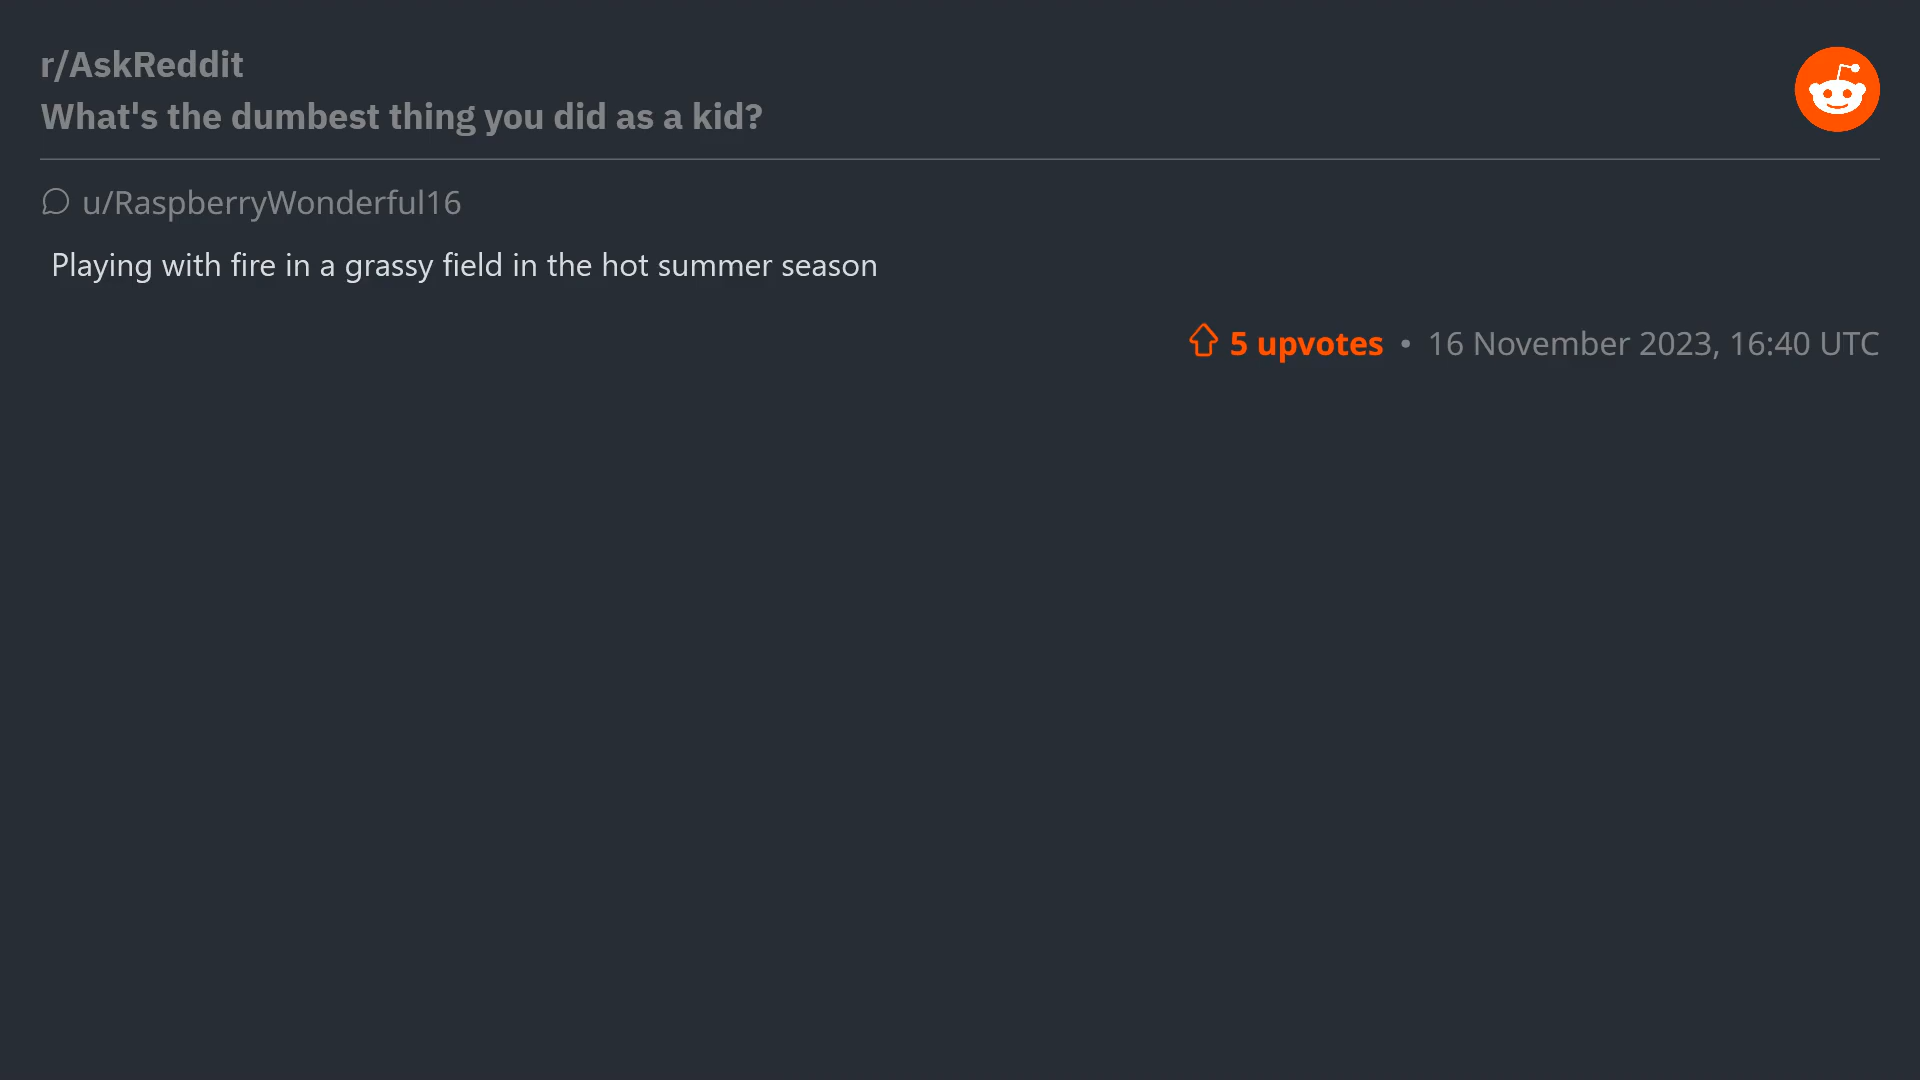 r/AskReddit
What's the dumbest thing you did as a kid?
u/RaspberryWonderful16
Playing with fire in a grassy field in the hot summer season
5 upvotes • 16 November 2023, 16:40 UTC